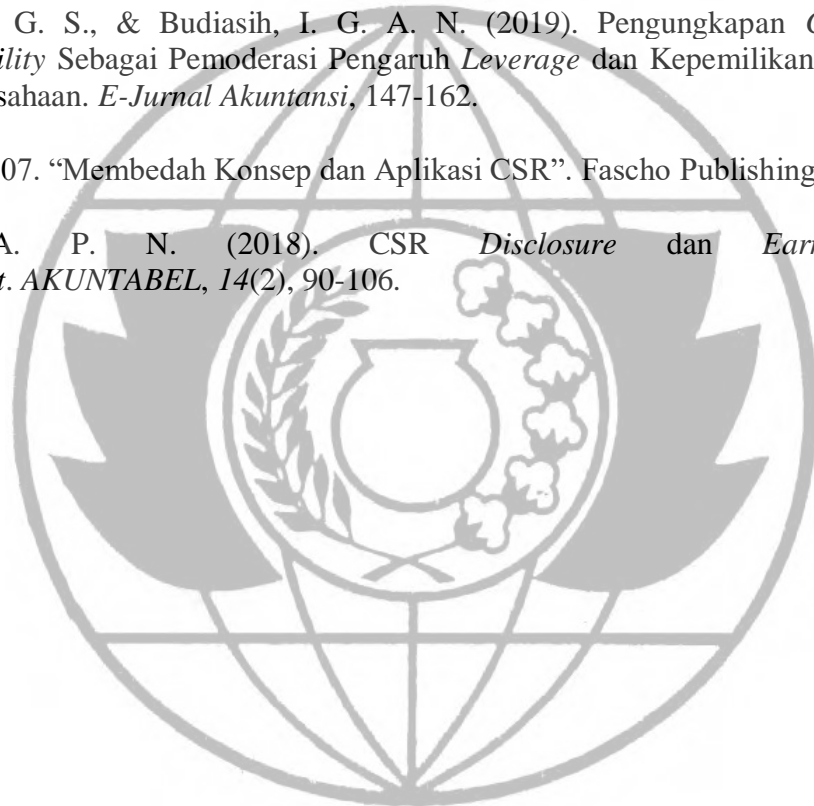 G. S., & Budiasih, I. G. A. N. (2019). Pengungkapan
ility Sebagai Pemoderasi Pengaruh Leverage dan Kepemilikan
sahaan. E-Jurnal Akuntansi, 147-162.
07. “Membedah Konsep dan Aplikasi CSR”. Fascho Publishing
A. P. N. (2018). CSR Disclosure dan Earn
t. AKUNTABEL, 14(2), 90-106.